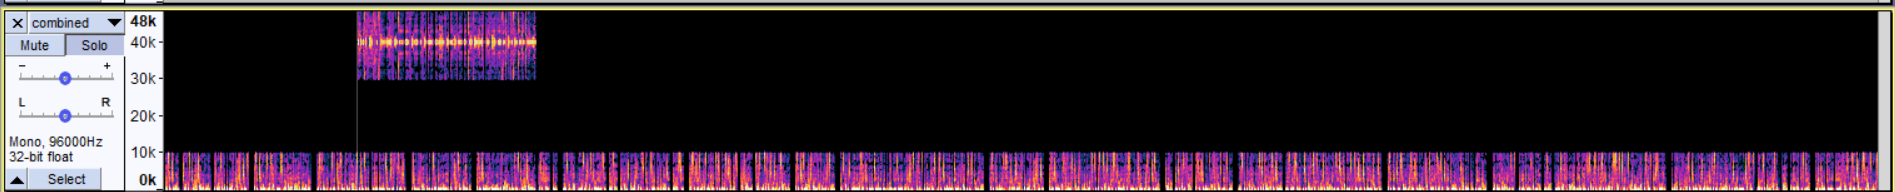 combined
Mute Solo
- +
L R
Mono, 96000Hz
32-bit float
Select
48k
40k
30k
20k
10k
0k